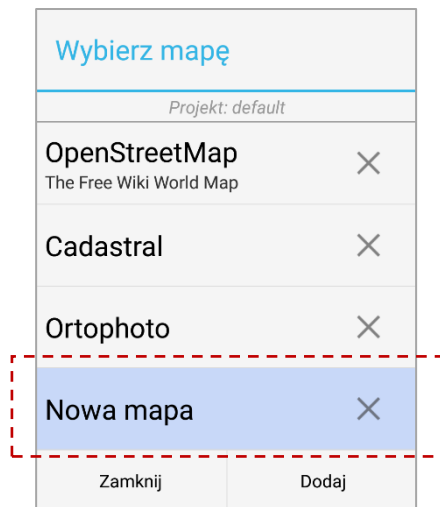 Wybierz mapę
Projekt: default
OpenStreetMap
The Free Wiki World Map
Cadastral
Ortophoto
Nowa mapa
Zamknij Dodaj